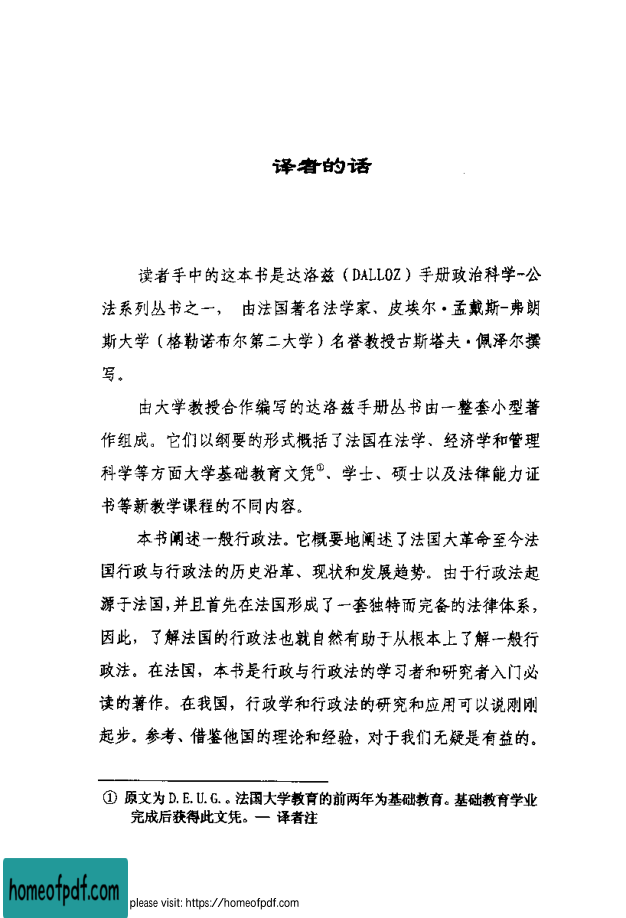 译者的话
读者手中的这本书是达洛兹(DALLOZ)手册政治科学-公
法系列丛书之一， 由法国著名法学家、皮埃尔·孟戴斯-弗朗
斯大学(格勒诺布尔第二大学)名誉教授古斯塔夫·佩泽尔撰
写。
由大学教授合作编写的达洛兹手册丛书由一整套小型著
作组成。它们以纲要的形式概括了法国在法学、经济学和管理
科学等方面大学基础教育文凭①、学士、硕士以及法律能力证
书等新教学课程的不同内容。
本书阐述一般行政法。它概要地阐述了法国大革命至今法
国行政与行政法的历史沿革、现状和发展趋势。由于行政法起
源于法国，并且首先在法国形成了一套独特而完备的法律体系，
因此，了解法国的行政法也就自然有助于从根本上了解一般行
政法。在法国，本书是行政与行政法的学习者和研究者入门必
读的著作。在我国，行政学和行政法的研究和应用可以说刚刚
起步。参考、借鉴他国的理论和经验，对于我们无疑是有益的。
① 原文为D.E.U.G.。法国大学教育的前两年为基础教育。基础教育学业
完成后获得此文凭。— 译者注
homeofpdf.com
please visit: https://homeofpdf.com